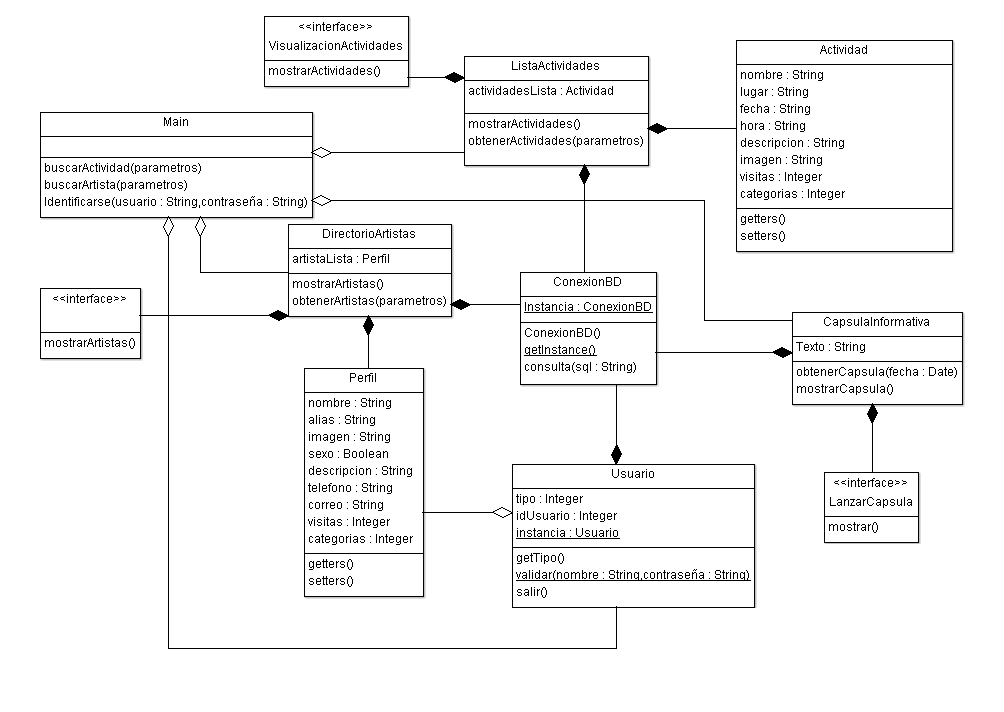 <<interface>>
VisualizacionActividades
mostrarActividades()
ListaActividades
actividadesLista : Actividad
mostrarActividades()
obtenerActividades(parametros)
Actividad
nombre : String
lugar : String
fecha : String
hora : String
descripcion : String
imagen : String
visitas : Integer
categorias : Integer
getters()
setters()
Main
buscarActividad(parametros)
buscarArtista(parametros)
Identificarse(usuario : String,contraseña : String)
DirectorioArtistas
artistaLista : Perfil
mostrarArtistas()
obtenerArtistas(parametros)
<<interface>>
mostrarArtistas()
ConexionBD
Instancia : ConexionBD
ConexionBD()
getInstance()
consulta(sql : String)
CapsulaInformativa
Texto : String
obtenerCapsula(fecha : Date)
mostrarCapsula()
Perfil
nombre : String
alias : String
imagen : String
sexo : Boolean
descripcion : String
telefono : String
correo : String
visitas : Integer
categorias : Integer
getters()
setters()
Usuario
tipo : Integer
idUsuario : Integer
instancia : Usuario
getTipo()
validar(nombre : String,contraseña : String)
salir()
<<interface>>
LanzarCapsula
mostrar()